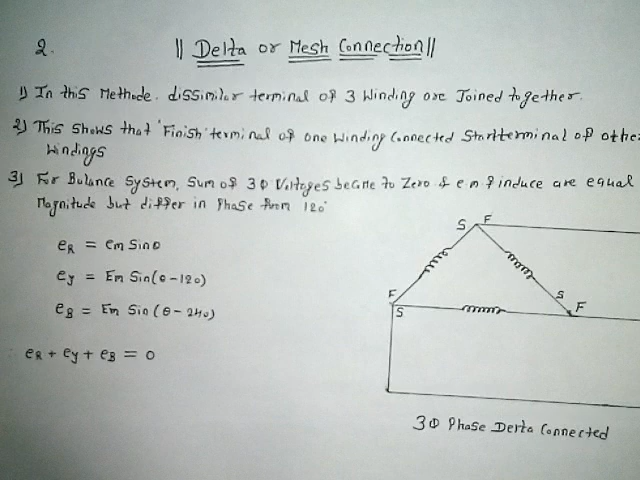 2. || Delta or Mesh Connection ||
1) In this Methode. dissimilar terminal of 3 Winding are Joined together.
2) This Shows that 'Finish' terminal of one Winding Connected Start terminal of othe
Windings
3) For Balance System, Sum of 3Φ Voltages became to Zero & emf induce are equal
Magnitude but differ in Phase from 120°
eR = em Sinθ
ey = Em Sin(θ-120)
eB = Em Sin (θ-240)
eR + ey + eB = 0
S F
F S
S F
3Φ Phase Derta Connected